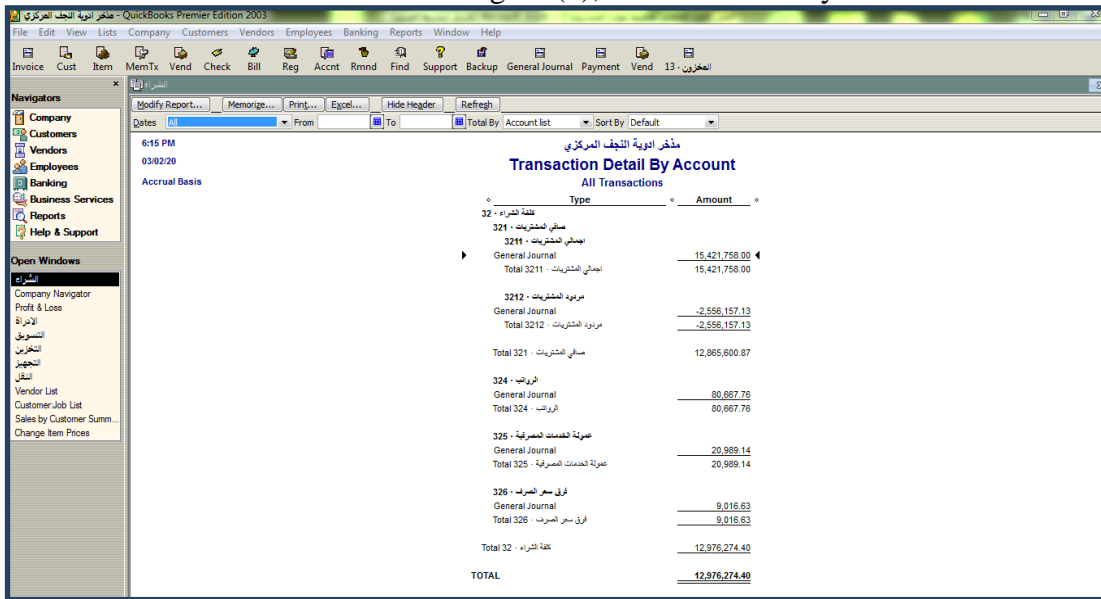 مذخر ادوية النجف المركزي - QuickBooks Premier Edition 2003
File Edit View Lists Company Customers Vendors Employees Banking Reports Window Help
Invoice Cust Item MemTx Vend Check Bill Reg Accnt Rmnd Find Support Backup General Journal Payment Vend 13 · المخزون
الشراء
Navigators
Company
Customers
Vendors
Employees
Banking
Business Services
Reports
Help & Support
Open Windows
الشراء
Company Navigator
Profit & Loss
الادراة
التسويق
التخزين
التجهيز
النقل
Vendor List
Customer:Job List
Sales by Customer Summ...
Change Item Prices
Modify Report... Memorize... Print... Excel... Hide Header Refresh
Dates All From To Total By Account list Sort By Default
6:15 PM
03/02/20
Accrual Basis
مذخر ادوية النجف المركزي
Transaction Detail By Account
All Transactions
Type Amount
32 · كلفة الشراء
321 · صافي المشتريات
3211 · اجمالي المشتريات
General Journal 15,421,758.00
Total 3211 · اجمالي المشتريات 15,421,758.00
3212 · مردود المشتريات
General Journal -2,556,157.13
Total 3212 · مردود المشتريات -2,556,157.13
Total 321 · صافي المشتريات 12,865,600.87
324 · الرواتب
General Journal 80,667.76
Total 324 · الرواتب 80,667.76
325 · عمولة الخدمات المصرفية
General Journal 20,989.14
Total 325 · عمولة الخدمات المصرفية 20,989.14
326 · فرق سعر الصرف
General Journal 9,016.63
Total 326 · فرق سعر الصرف 9,016.63
Total 32 · كلفة الشراء 12,976,274.40
TOTAL 12,976,274.40